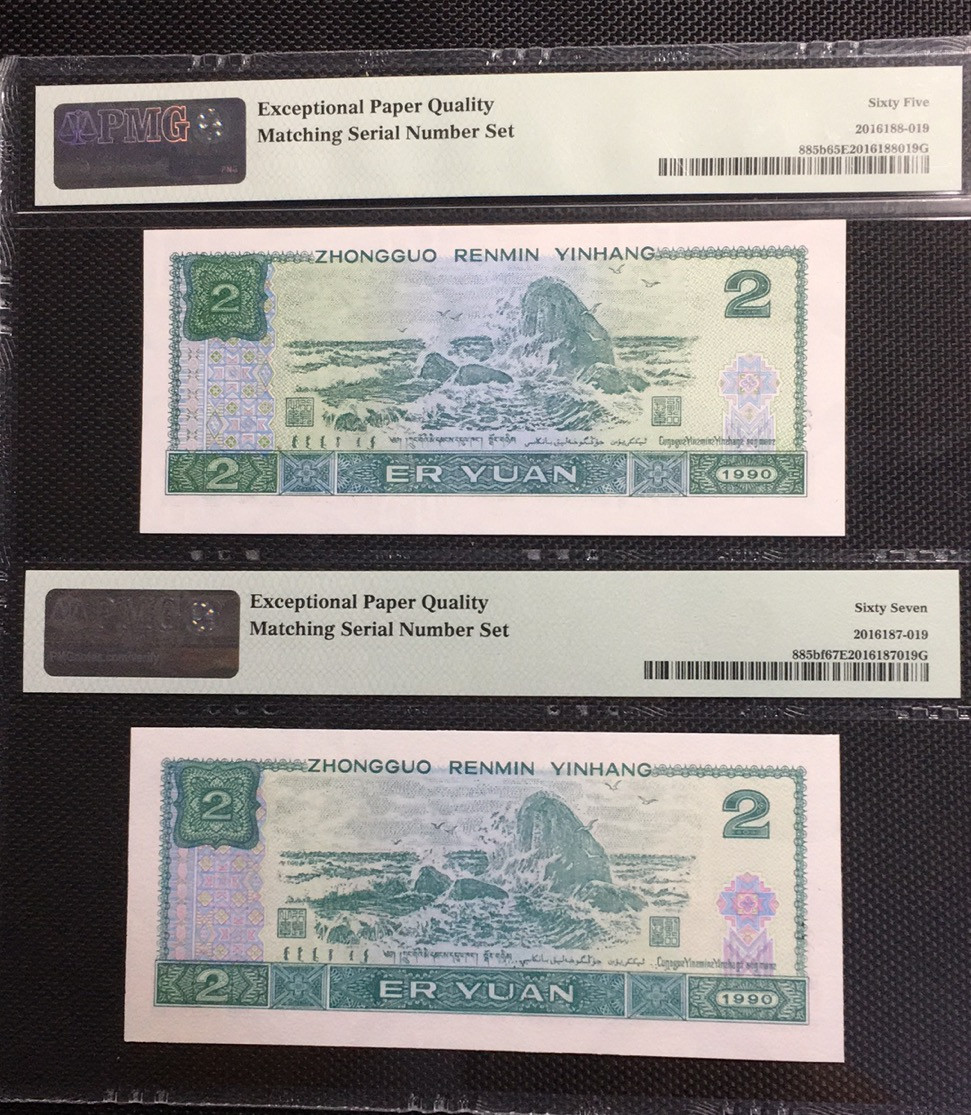 PMG
Exceptional Paper Quality
Matching Serial Number Set
Sixty Five
2016188-019
885b65E2016188019G
ZHONGGUO RENMIN YINHANG
2
2
2
ER YUAN
1990
PMG
Exceptional Paper Quality
Matching Serial Number Set
Sixty Seven
2016187-019
885bf67E2016187019G
ZHONGGUO RENMIN YINHANG
2
2
2
ER YUAN
1990